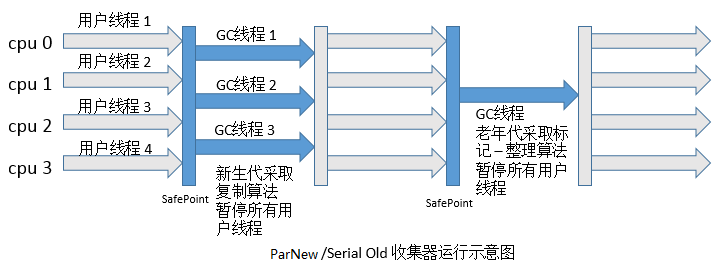 用户线程 1
cpu 0
用户线程 2
cpu 1
用户线程 3
cpu 2
用户线程 4
cpu 3
SafePoint
GC线程 1
GC线程 2
GC线程 3
新生代采取
复制算法
暂停所有用
户线程
SafePoint
GC线程
老年代采取标
记–整理算法
暂停所有用户
线程
ParNew /Serial Old 收集器运行示意图